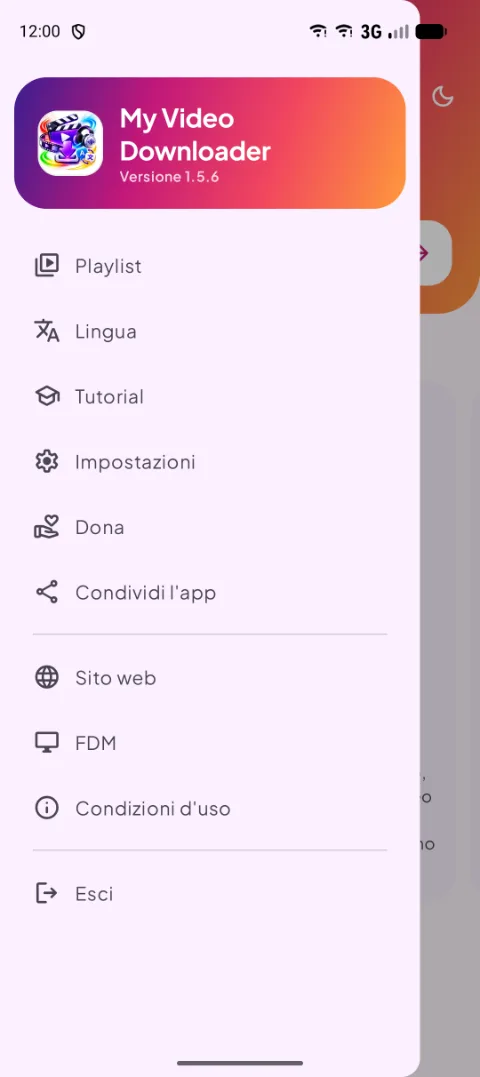 12:00
3G
My Video
Downloader
Versione 1.5.6
Playlist
Lingua
Tutorial
Impostazioni
Dona
Condividi l'app
Sito web
FDM
Condizioni d'uso
Esci